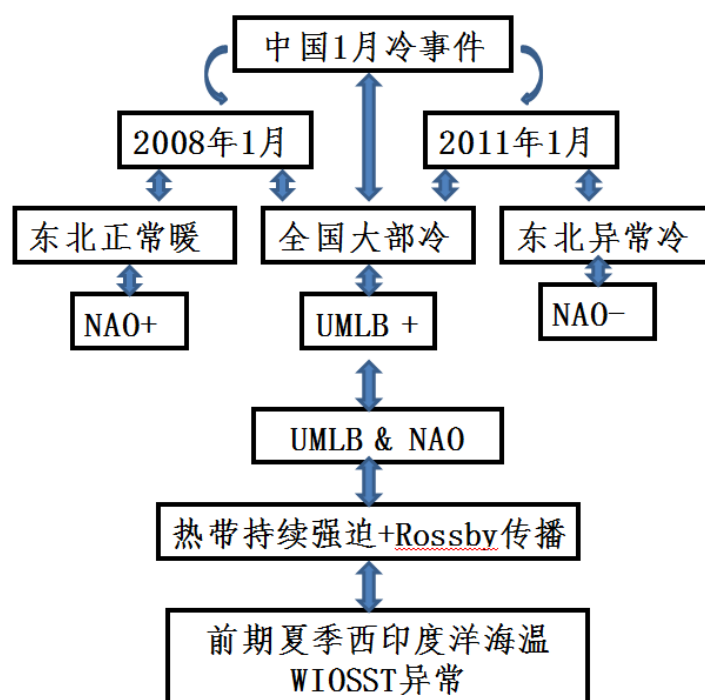 中国1月冷事件
2008年1月
2011年1月
东北正常暖
全国大部冷
东北异常冷
NAO+
UMLB +
NAO-
UMLB & NAO
热带持续强迫+Rossby传播
前期夏季西印度洋海温
WIOSST异常